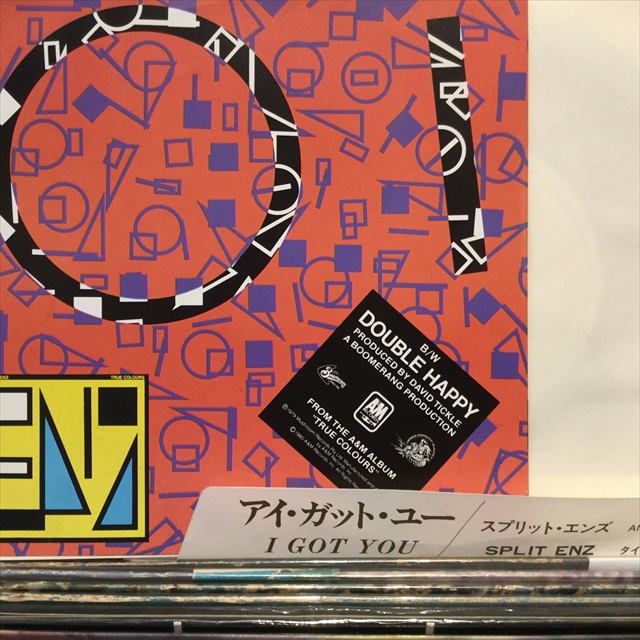 ENZ
TRUE COLOURS
B/W
DOUBLE HAPPY
PRODUCED BY DAVID TICKLE
A BOOMERANG PRODUCTION
A&M
FROM THE A&M ALBUM
"TRUE COLOURS"
アイ・ガット・ユー
I GOT YOU
スプリット・エンズ
SPLIT ENZ